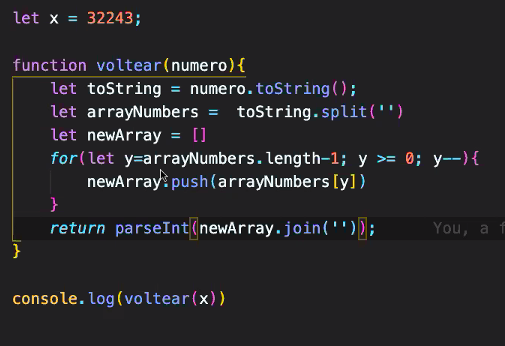 let x = 32243;
function voltear(numero){
let toString = numero.toString();
let arrayNumbers =  toString.split('')
let newArray = []
for(let y=arrayNumbers.length-1; y >= 0; y--){
newArray.push(arrayNumbers[y])
}
return parseInt(newArray.join('')); You, a f
}
console.log(voltear(x))